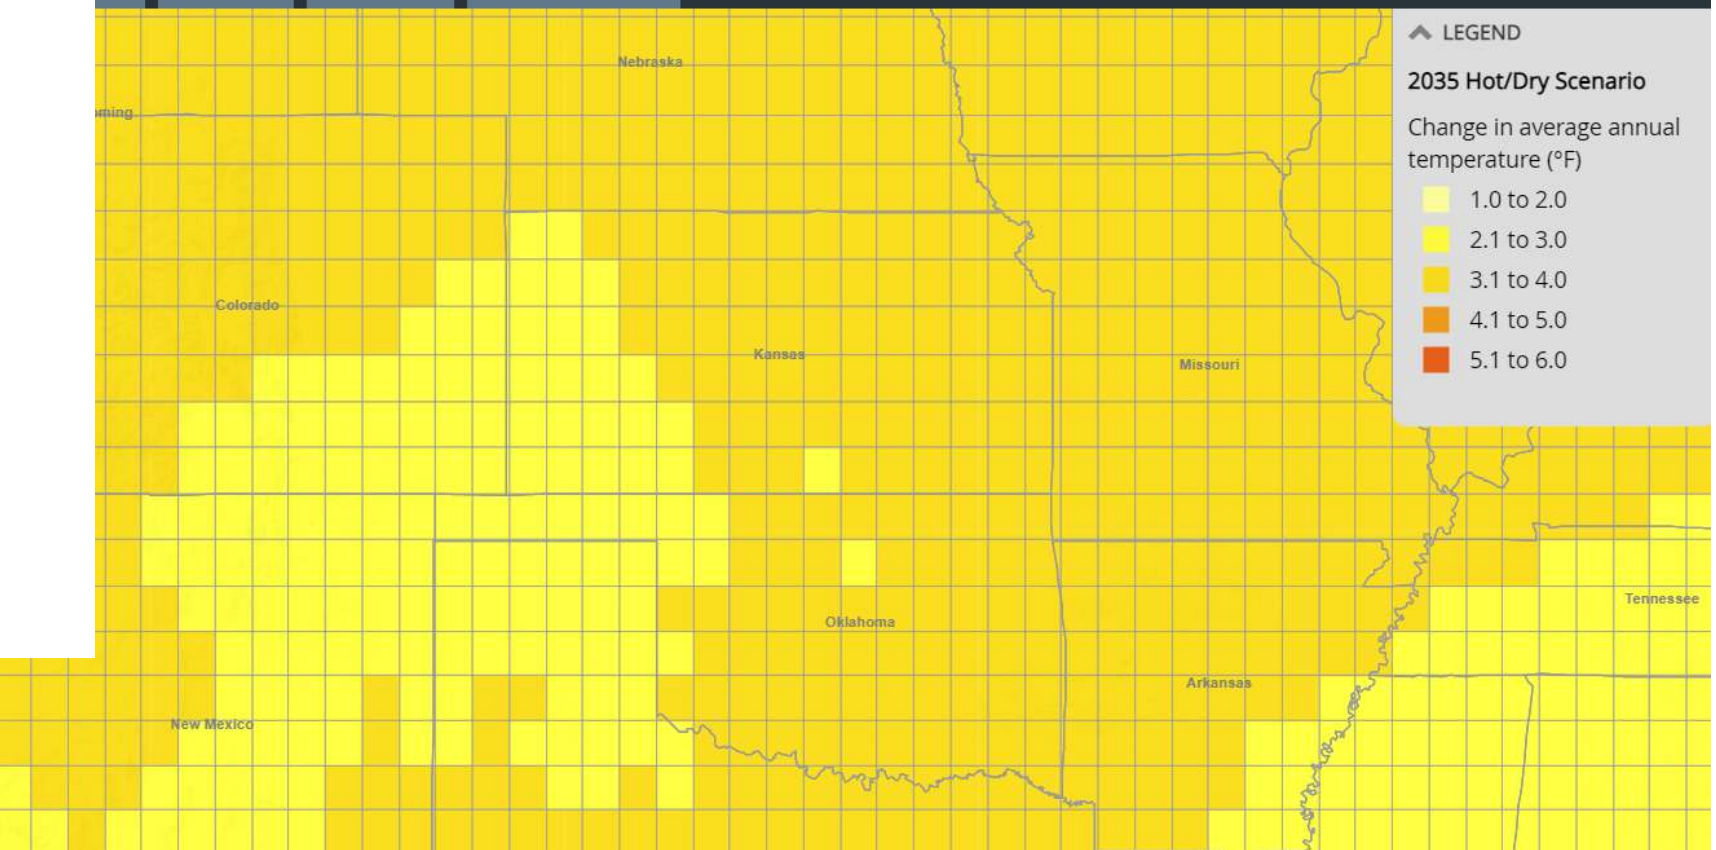 LEGEND
2035 Hot/Dry Scenario
Change in average annual
temperature (°F)
1.0 to 2.0
2.1 to 3.0
3.1 to 4.0
4.1 to 5.0
5.1 to 6.0
Nebraska
oming
Colorado
Kansas
Missouri
Tennessee
Oklahoma
Arkansas
New Mexico